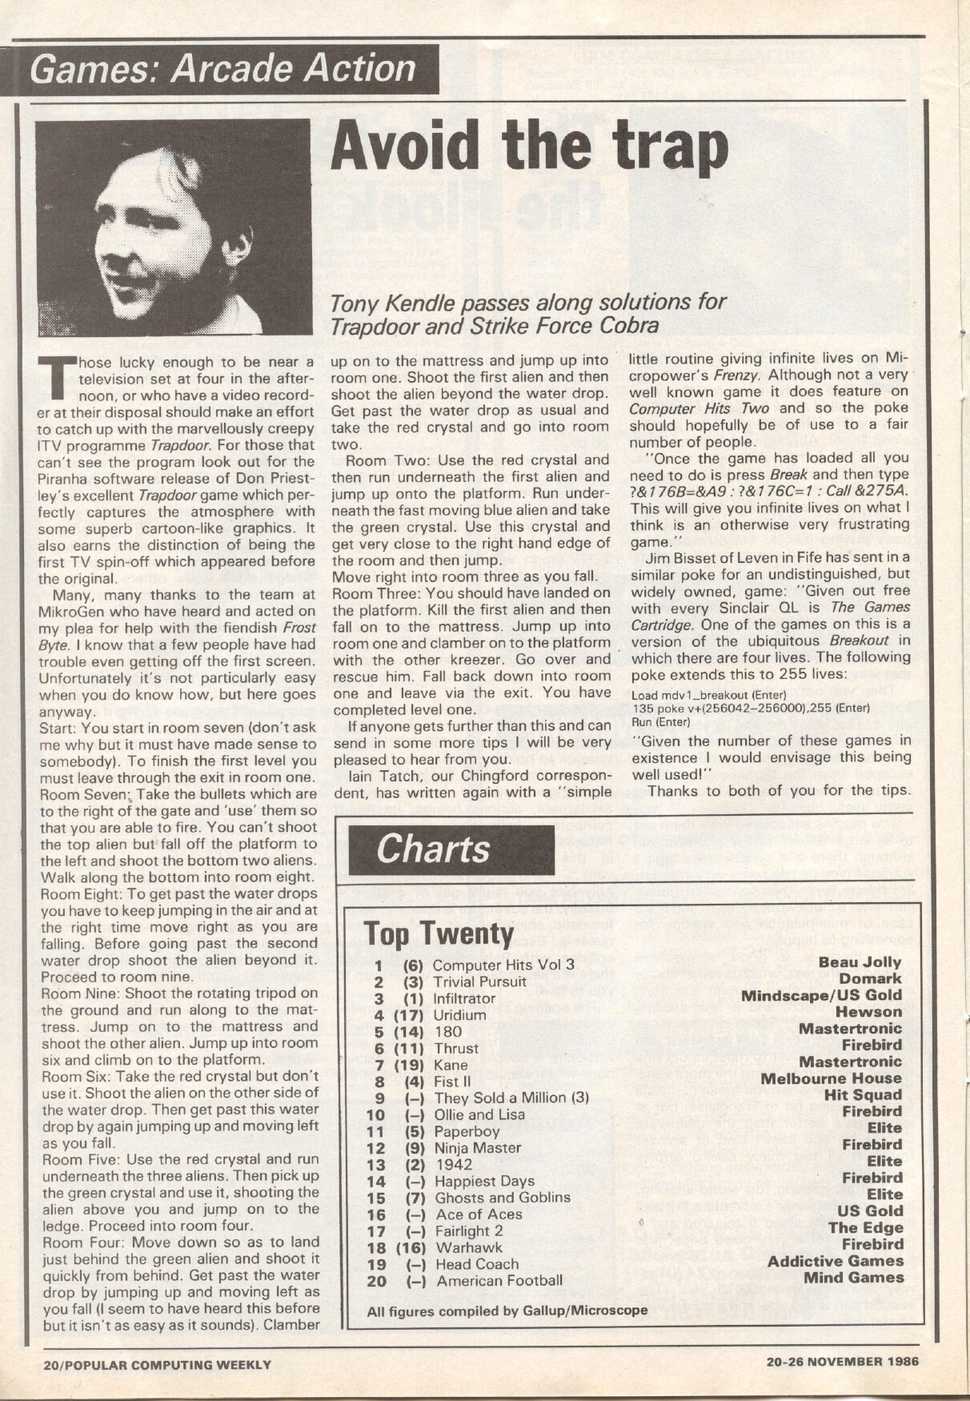 Games: Arcade Action
Avoid the trap
Tony Kendle passes along solutions for
Trapdoor and Strike Force Cobra
Those lucky enough to be near a
television set at four in the after-
noon, or who have a video record-
er at their disposal should make an effort
to catch up with the marvellously creepy
ITV programme Trapdoor. For those that
can't see the program look out for the
Piranha software release of Don Priest-
ley's excellent Trapdoor game which per-
fectly captures the atmosphere with
some superb cartoon-like graphics. It
also earns the distinction of being the
first TV spin-off which appeared before
the original.
Many, many thanks to the team at
MikroGen who have heard and acted on
my plea for help with the fiendish Frost
Byte. I know that a few people have had
trouble even getting off the first screen.
Unfortunately it's not particularly easy
when you do know how, but here goes
anyway.
Start: You start in room seven (don't ask
me why but it must have made sense to
somebody). To finish the first level you
must leave through the exit in room one.
Room Seven: Take the bullets which are
to the right of the gate and 'use' them so
that you are able to fire. You can't shoot
the top alien but fall off the platform to
the left and shoot the bottom two aliens.
Walk along the bottom into room eight.
Room Eight: To get past the water drops
you have to keep jumping in the air and at
the right time move right as you are
falling. Before going past the second
water drop shoot the alien beyond it.
Proceed to room nine.
Room Nine: Shoot the rotating tripod on
the ground and run along to the mat-
tress. Jump on to the mattress and
shoot the other alien. Jump up into room
six and climb on to the platform.
Room Six: Take the red crystal but don't
use it. Shoot the alien on the other side of
the water drop. Then get past this water
drop by again jumping up and moving left
as you fall.
Room Five: Use the red crystal and run
underneath the three aliens. Then pick up
the green crystal and use it, shooting the
alien above you and jump on to the
ledge. Proceed into room four.
Room Four: Move down so as to land
just behind the green alien and shoot it
quickly from behind. Get past the water
drop by jumping up and moving left as
you fall (I seem to have heard this before
but it isn't as easy as it sounds). Clamber
up on to the mattress and jump up into
room one. Shoot the first alien and then
shoot the alien beyond the water drop.
Get past the water drop as usual and
take the red crystal and go into room
two.
Room Two: Use the red crystal and
then run underneath the first alien and
jump up onto the platform. Run under-
neath the fast moving blue alien and take
the green crystal. Use this crystal and
get very close to the right hand edge of
the room and then jump.
Move right into room three as you fall.
Room Three: You should have landed on
the platform. Kill the first alien and then
fall on to the mattress. Jump up into
room one and clamber on to the platform
with the other kreezer. Go over and
rescue him. Fall back down into room
one and leave via the exit. You have
completed level one.
If anyone gets further than this and can
send in some more tips I will be very
pleased to hear from you.
Iain Tatch, our Chingford correspon-
dent, has written again with a "simple
little routine giving infinite lives on Mi-
cropower's Frenzy. Although not a very
well known game it does feature on
Computer Hits Two and so the poke
should hopefully be of use to a fair
number of people.
"Once the game has loaded all you
need to do is press Break and then type
?&176B=&A9 : ?&176C=1 : Call &275A.
This will give you infinite lives on what I
think is an otherwise very frustrating
game."
Jim Bisset of Leven in Fife has sent in a
similar poke for an undistinguished, but
widely owned, game: "Given out free
with every Sinclair QL is The Games
Cartridge. One of the games on this is a
version of the ubiquitous Breakout in
which there are four lives. The following
poke extends this to 255 lives:
Load mdv1_breakout (Enter)
135 poke v+(256042–256000),255 (Enter)
Run (Enter)
"Given the number of these games in
existence I would envisage this being
well used!"
Thanks to both of you for the tips.
Charts
Top Twenty
1 (6) Computer Hits Vol 3 Beau Jolly
2 (3) Trivial Pursuit Domark
3 (1) Infiltrator Mindscape/US Gold
4 (17) Uridium Hewson
5 (14) 180 Mastertronic
6 (11) Thrust Firebird
7 (19) Kane Mastertronic
8 (4) Fist II Melbourne House
9 (–) They Sold a Million (3) Hit Squad
10 (–) Ollie and Lisa Firebird
11 (5) Paperboy Elite
12 (9) Ninja Master Firebird
13 (2) 1942 Elite
14 (–) Happiest Days Firebird
15 (7) Ghosts and Goblins Elite
16 (–) Ace of Aces US Gold
17 (–) Fairlight 2 The Edge
18 (16) Warhawk Firebird
19 (–) Head Coach Addictive Games
20 (–) American Football Mind Games
All figures compiled by Gallup/Microscope
20/POPULAR COMPUTING WEEKLY
20-26 NOVEMBER 1986